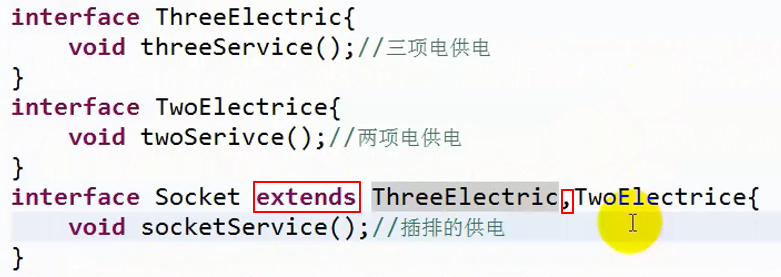 interface ThreeElectric{
    void threeService();//三项电供电
}
interface TwoElectrice{
    void twoSerivce();//两项电供电
}
interface Socket extends ThreeElectric,TwoElectrice{
    void socketService();//插排的供电
}